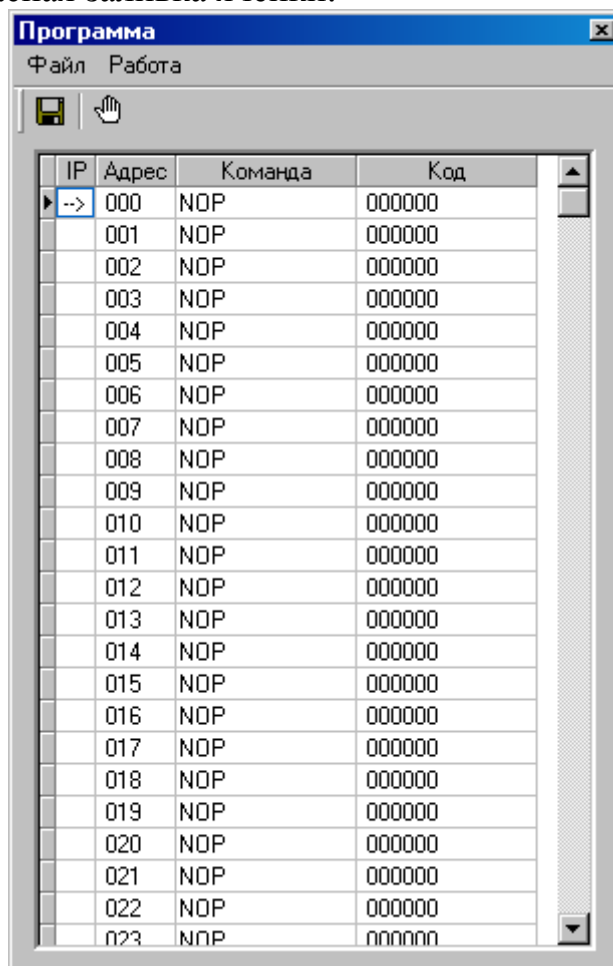 Программа
Файл Работа
IP Адрес Команда Код
--> 000 NOP 000000
001 NOP 000000
002 NOP 000000
003 NOP 000000
004 NOP 000000
005 NOP 000000
006 NOP 000000
007 NOP 000000
008 NOP 000000
009 NOP 000000
010 NOP 000000
011 NOP 000000
012 NOP 000000
013 NOP 000000
014 NOP 000000
015 NOP 000000
016 NOP 000000
017 NOP 000000
018 NOP 000000
019 NOP 000000
020 NOP 000000
021 NOP 000000
022 NOP 000000
023 NOP 000000